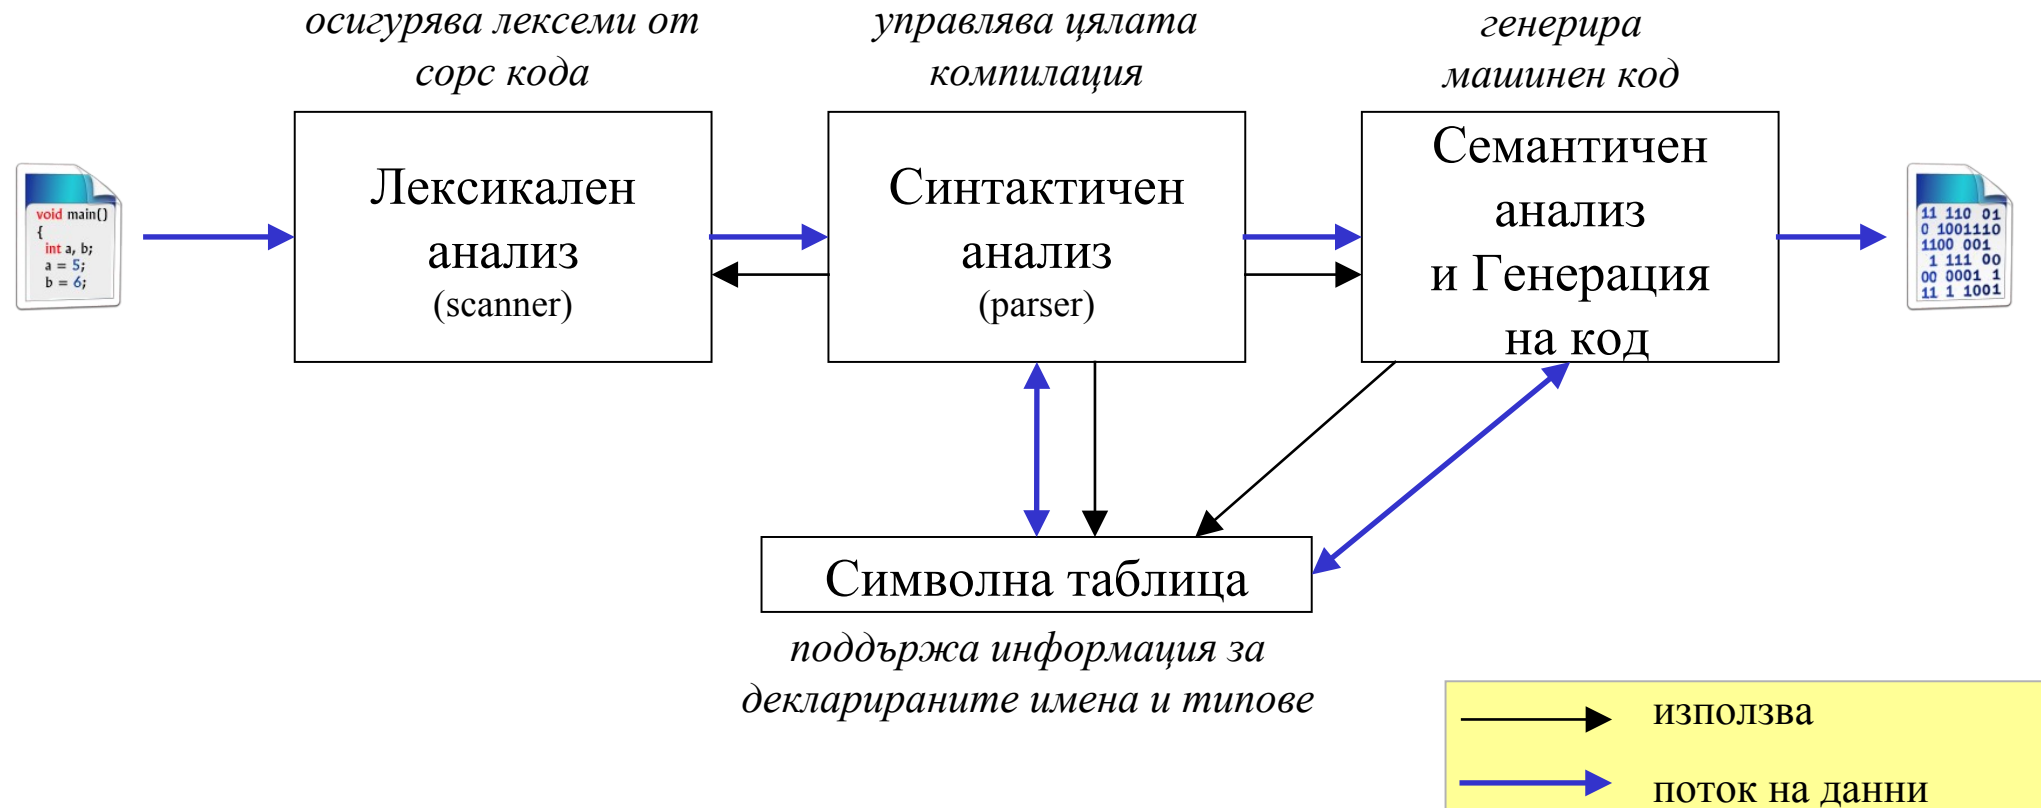 осигурява лексеми от
сорс кода
управлява цялата
компилация
генерира
машинен код
void main()
{
int a, b;
a = 5;
b = 6;
Лексикален
анализ
(scanner)
Синтактичен
анализ
(parser)
Семантичен
анализ
и Генерация
на код
11 110 01
0 1001110
1100 001
1 111 00
00 0001 1
11 1 1001
Символна таблица
поддържа информация за
декларираните имена и типове
използва
поток на данни